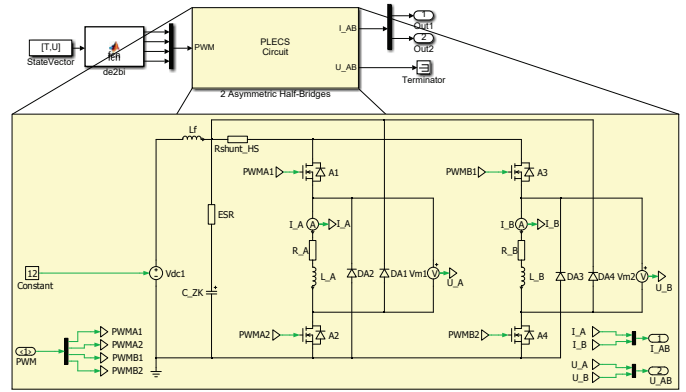 [T,U]
StateVector
fcn
de2bi
PWM
PLECS
Circuit
I_AB
U_AB
2 Asymmetric Half-Bridges
1
Out1
2
Out2
Terminator
Lf
Rshunt_HS
PWMA1
A1
PWMB1
A3
ESR
I_A
A
I_A
I_B
A
I_B
R_A
R_B
12
Constant
Vdc1
L_A
DA2
DA1
Vm1
V
U_A
L_B
DA3
DA4
Vm2
V
U_B
C_ZK
PWMA2
A2
PWMB2
A4
<1>
PWM
PWMA1
PWMA2
PWMB1
PWMB2
I_A
I_B
1
I_AB
U_A
U_B
2
U_AB